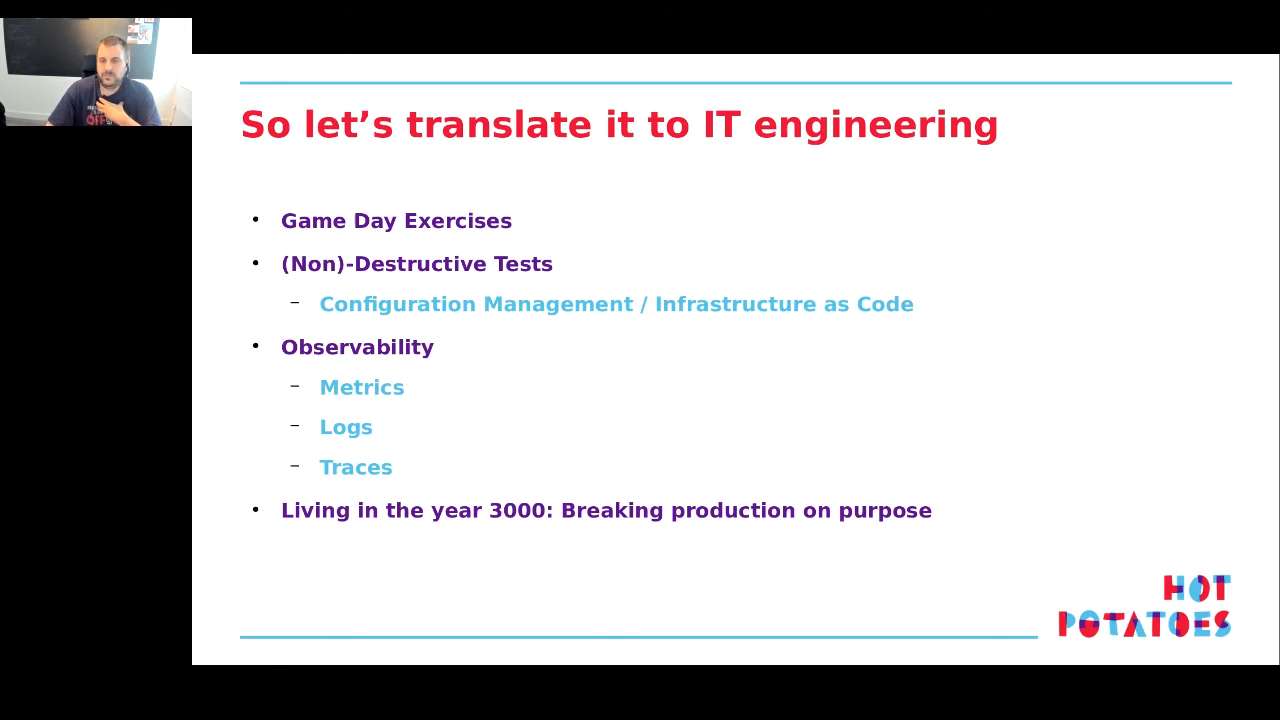 So let’s translate it to IT engineering
• Game Day Exercises
• (Non)-Destructive Tests
– Configuration Management / Infrastructure as Code
• Observability
– Metrics
– Logs
– Traces
• Living in the year 3000: Breaking production on purpose
HOT
POTATOES